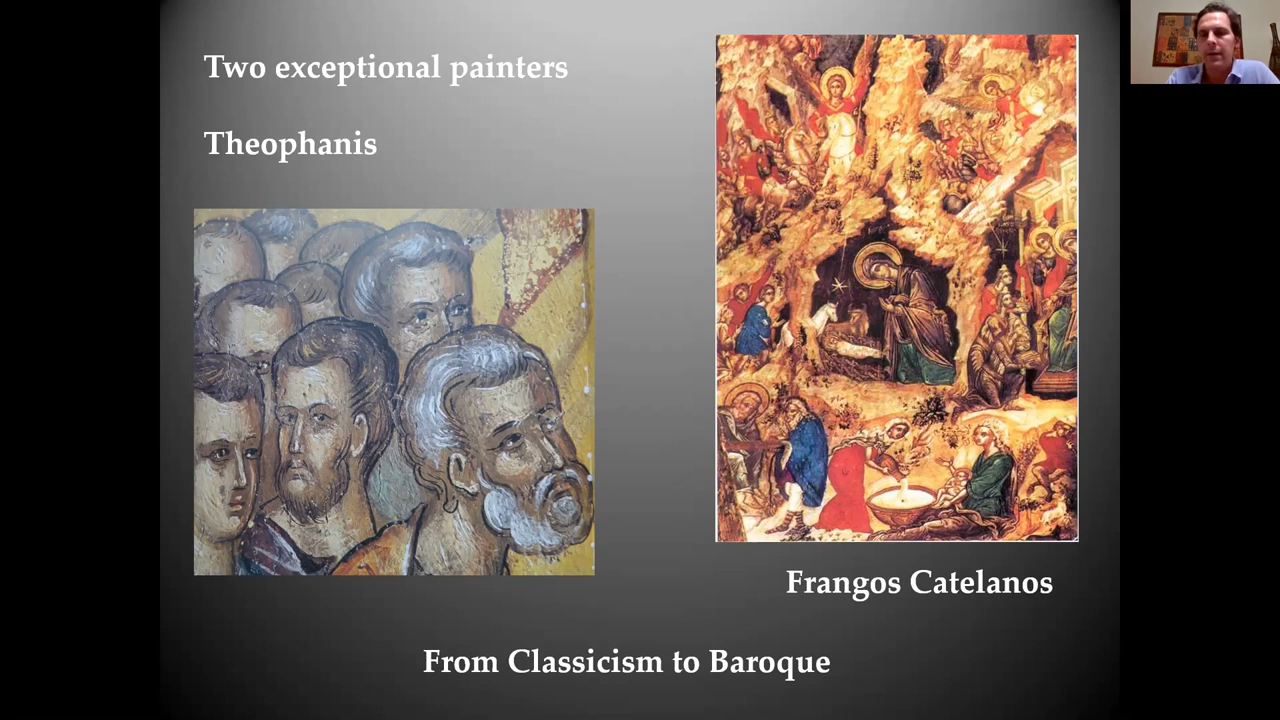 Two exceptional painters
Theophanis
Frangos Catelanos
From Classicism to Baroque